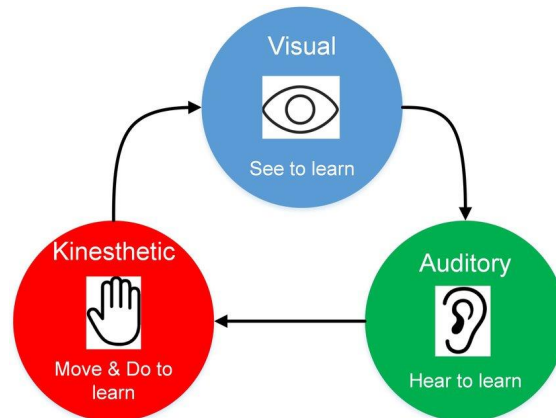 Visual
See to learn
Auditory
Hear to learn
Kinesthetic
Move & Do to
learn